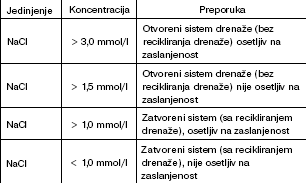 Jedinjenje Koncentracija Preporuka
Otvoreni sistem drenaže (bez
NaCl > 3,0 mmol/l recikliranja drenaže) osetljiv na
zaslanjenost
Otvoreni sistem drenaže (bez
NaCl > 1,5 mmol/l recikliranja drenaže) nije osetljiv na
zaslanjenost
NaCl > 1,0 mmol/l Zatvoreni sistem (sa recikliranjem
drenaže), osetljiv na zaslanjenost
Zatvoreni sistem (sa recikliranjem
NaCl < 1,0 mmol/l drenaže), nije osetljiv na
zaslanjenost